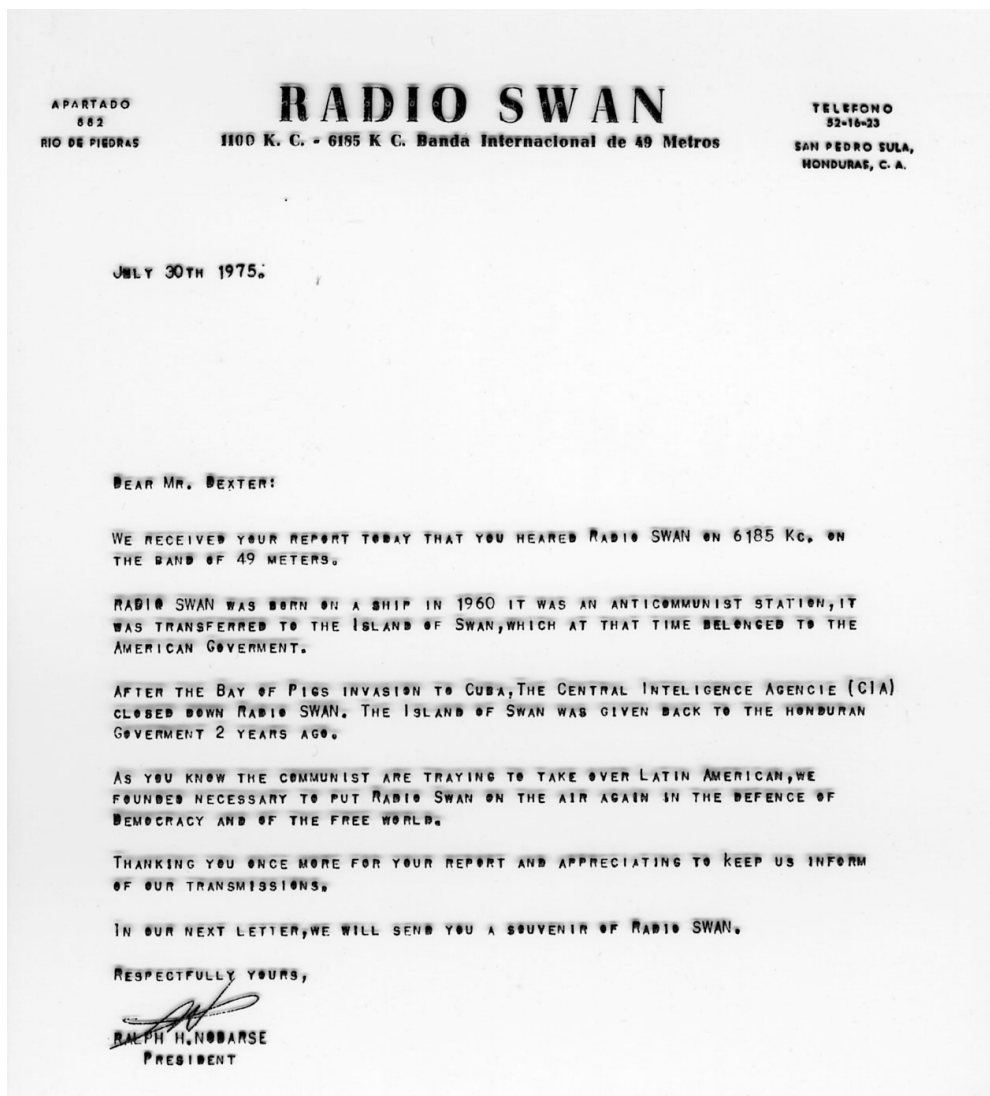 APARTADO
882
RIO DE PIEDRAS
RADIO SWAN
1100 K. C. - 6185 K C. Banda Internacional de 49 Metros
TELEFONO
52-16-23
SAN PEDRO SULA,
HONDURAS, C. A.
JULY 30TH 1975.
DEAR MR. DEXTER:
WE RECEIVED YOUR REPORT TODAY THAT YOU HEARED RADIO SWAN ON 6185 KC. ON
THE BAND OF 49 METERS.
RADIO SWAN WAS BORN ON A SHIP IN 1960 IT WAS AN ANTICOMMUNIST STATION,IT
WAS TRANSFERRED TO THE ISLAND OF SWAN,WHICH AT THAT TIME BELONGED TO THE
AMERICAN GOVERMENT.
AFTER THE BAY OF PIGS INVASION TO CUBA,THE CENTRAL INTELIGENCE AGENCIE (CIA)
CLOSED DOWN RADIO SWAN. THE ISLAND OF SWAN WAS GIVEN BACK TO THE HONDURAN
GOVERMENT 2 YEARS AGO.
AS YOU KNOW THE COMMUNIST ARE TRAYING TO TAKE OVER LATIN AMERICAN,WE
FOUNDED NECESSARY TO PUT RADIO SWAN ON THE AIR AGAIN IN THE DEFENCE OF
DEMOCRACY AND OF THE FREE WORLD.
THANKING YOU ONCE MORE FOR YOUR REPORT AND APPRECIATING TO KEEP US INFORM
OF OUR TRANSMISSIONS.
IN OUR NEXT LETTER,WE WILL SEND YOU A SOUVENIR OF RADIO SWAN.
RESPECTFULLY YOURS,
RALPH H.NOBARSE
PRESIDENT